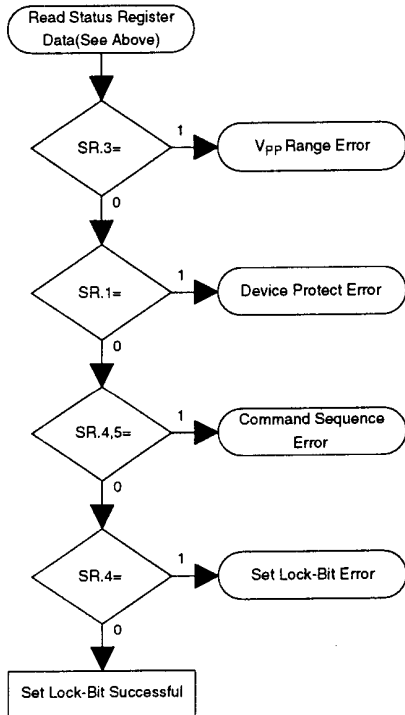 Read Status Register
Data(See Above)
SR.3=
1
VPP Range Error
0
SR.1=
1
Device Protect Error
0
SR.4,5=
1
Command Sequence
Error
0
SR.4=
1
Set Lock-Bit Error
0
Set Lock-Bit Successful